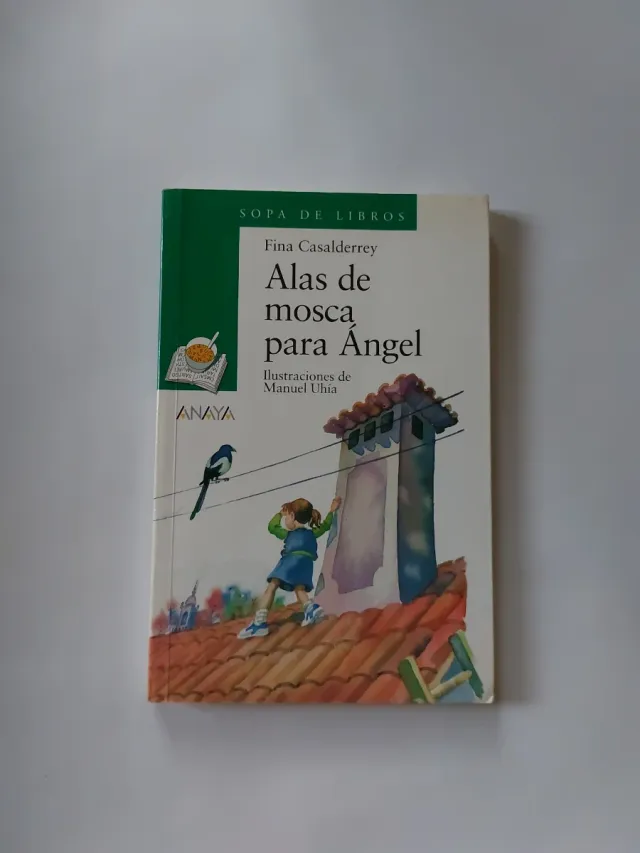 SOPA DE LIBROS
Fina Casalderrey
Alas de
mosca
para Ángel
Ilustraciones de
Manuel Uhía
ANAYA